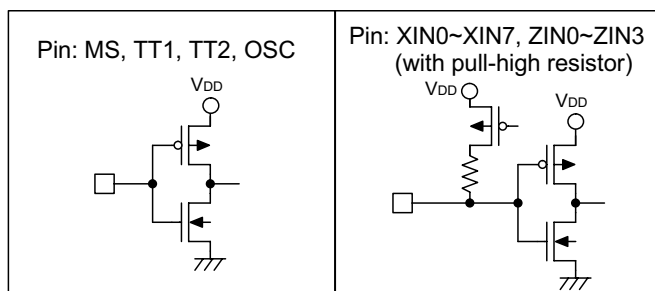 Pin: MS, TT1, TT2, OSC
VDD
Pin: XIN0~XIN7, ZIN0~ZIN3
(with pull-high resistor)
VDD
VDD